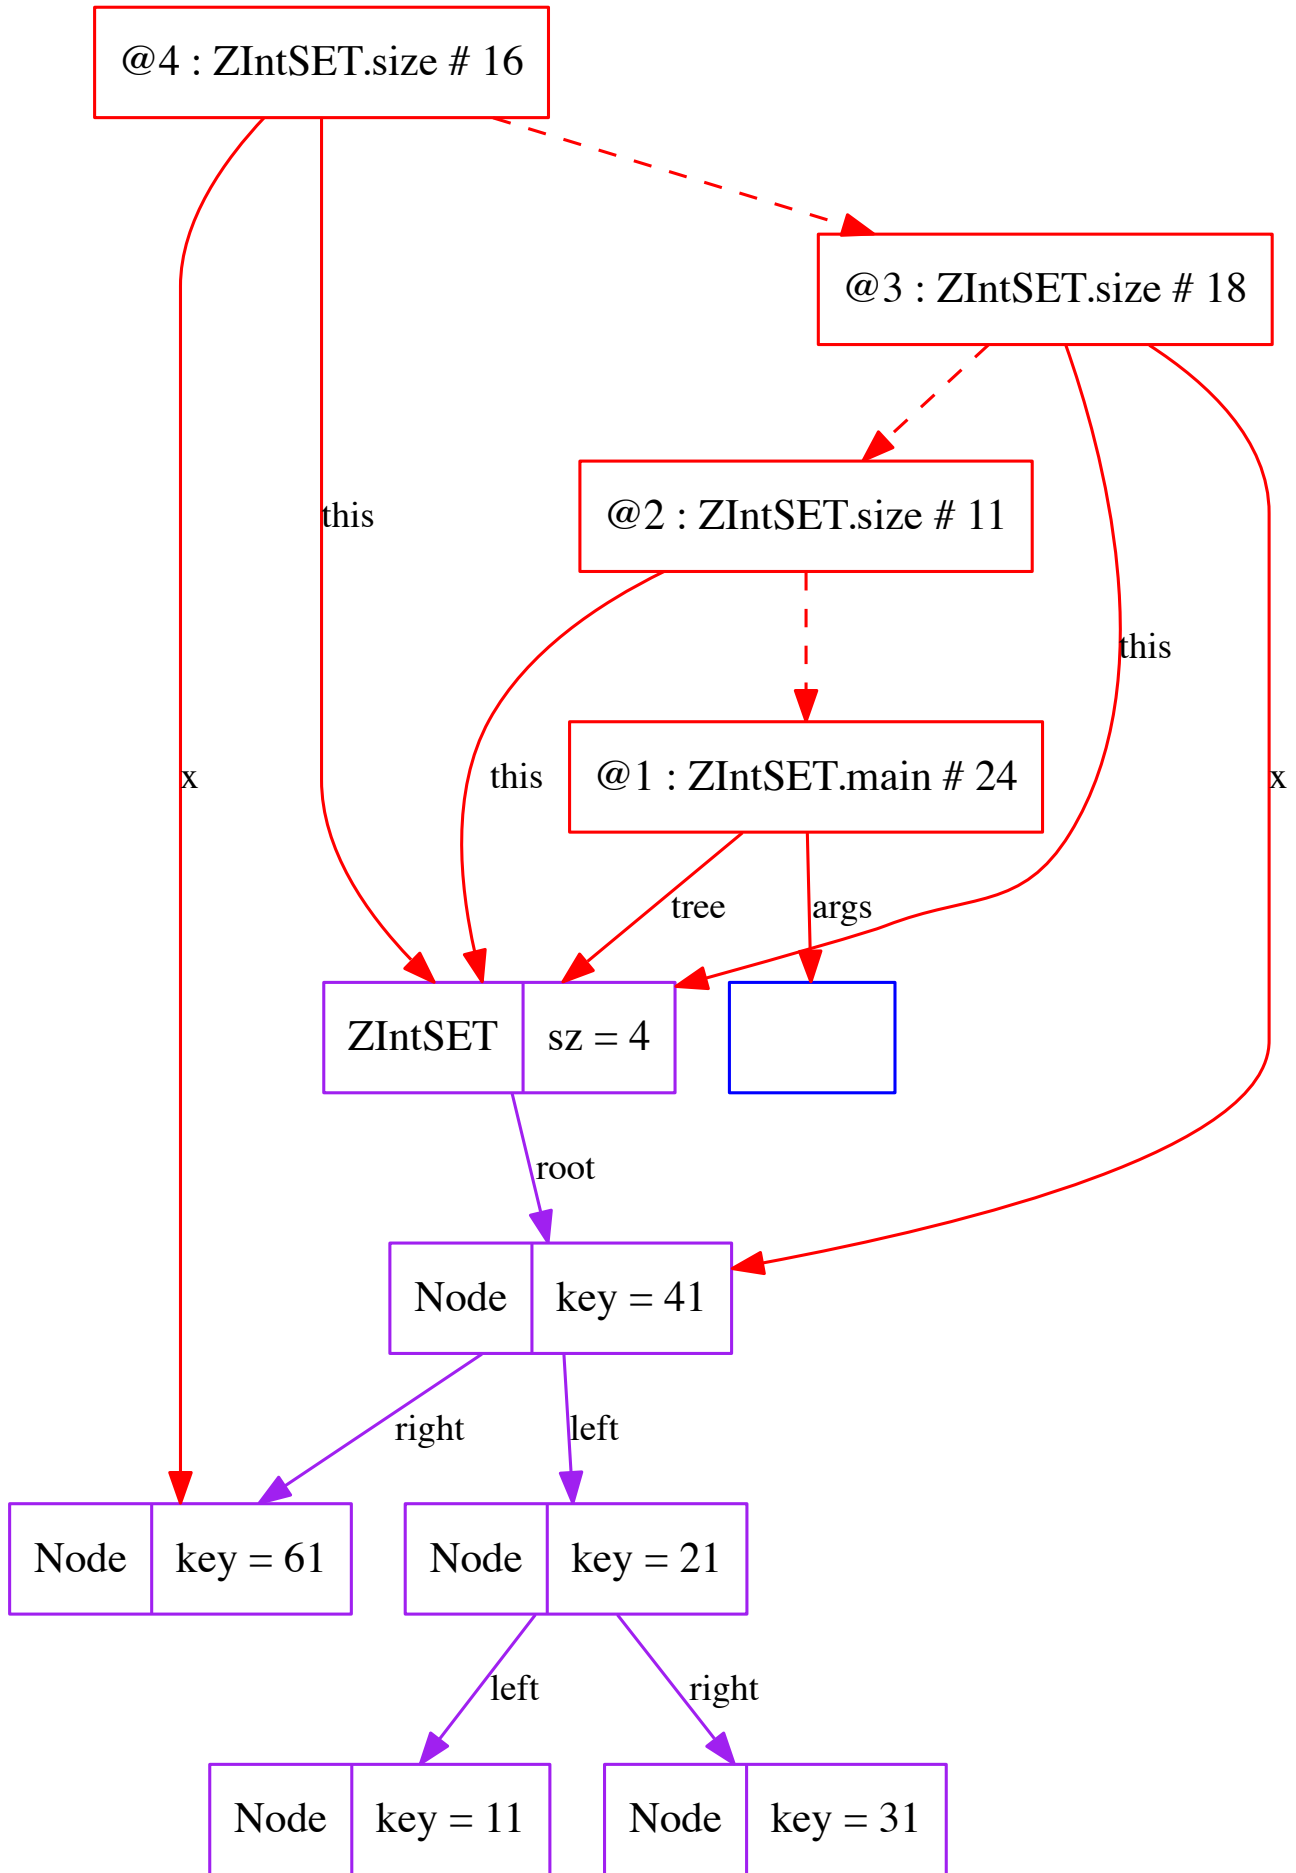 @4 : ZIntSET.size # 16
@3 : ZIntSET.size # 18
@2 : ZIntSET.size # 11
this
this
x
this
@1 : ZIntSET.main # 24
x
tree
args
ZIntSET
sz = 4
root
Node
key = 41
right
left
Node
key = 61
Node
key = 21
left
right
Node
key = 11
Node
key = 31